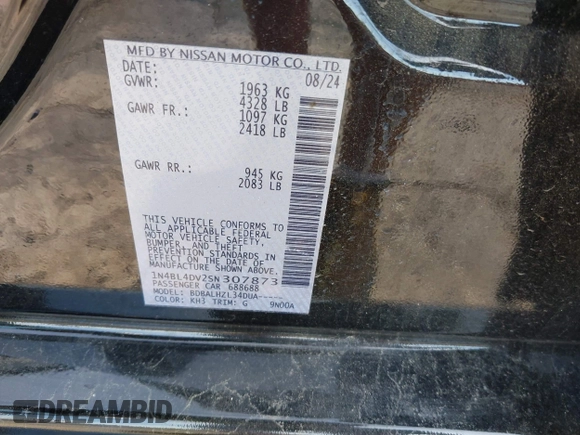 MFD BY NISSAN MOTOR CO., LTD.
DATE: 08/24
GVWR: 1963 KG
4328 LB
GAWR FR.: 1097 KG
2418 LB
GAWR RR.: 945 KG
2083 LB
THIS VEHICLE CONFORMS TO
ALL APPLICABLE FEDERAL
MOTOR VEHICLE SAFETY,
BUMPER, AND THEFT
PREVENTION STANDARDS IN
EFFECT ON THE DATE OF
MANUFACTURE SHOWN ABOVE.
1N4BL4DV2SN307873
PASSENGER CAR 688688
MODEL: BDBALHZL34DUA-----
COLOR: KH3 TRIM: G 9N00A
DREAMBID